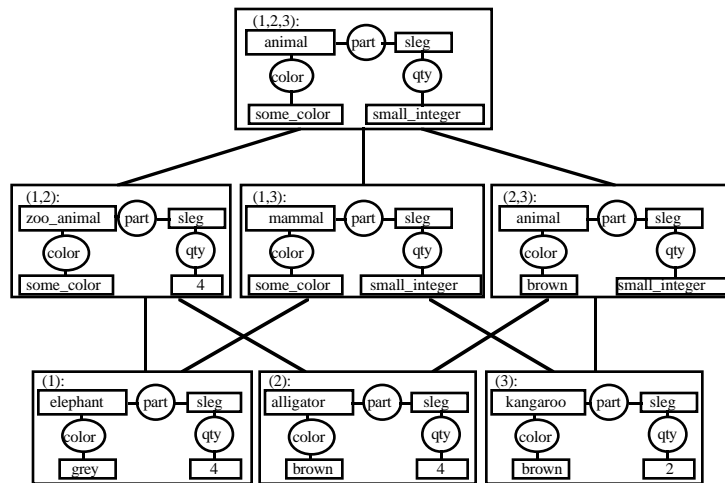 (1,2,3):
animal part sleg
color qty
some_color small_integer
(1,2): (1,3): (2,3):
zoo_animal part sleg mammal part sleg animal part sleg
color qty color qty color qty
some_color 4 some_color small_integer brown small_integer
(1): (2): (3):
elephant part sleg alligator part sleg kangaroo part sleg
color qty color qty color qty
grey 4 brown 4 brown 2